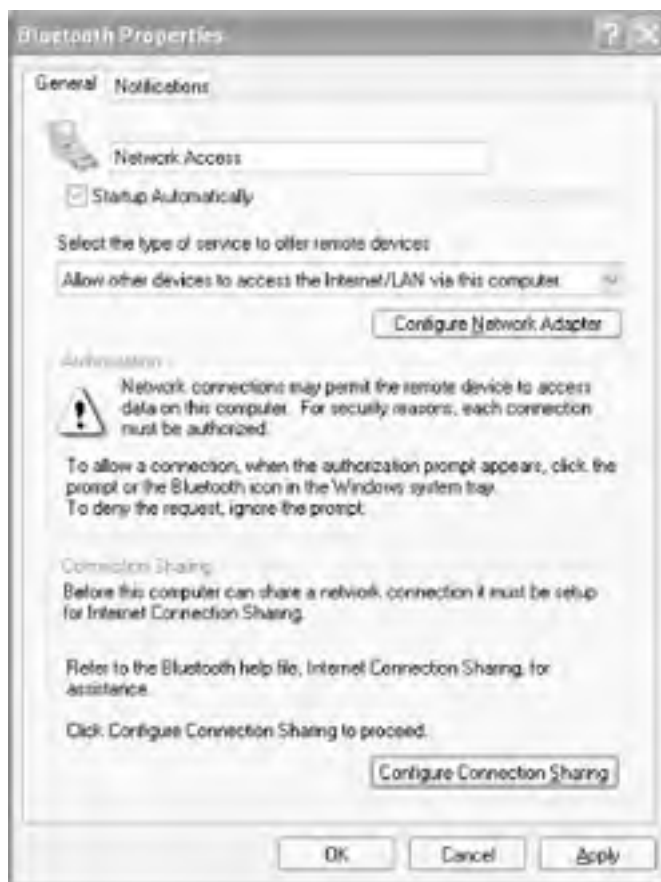 Bluetooth Properties
General Notifications
Network Access
Startup Automatically
Select the type of service to offer remote devices
Allow other devices to access the Internet/LAN via this computer.
Configure Network Adapter
Authorization
Network connections may permit the remote device to access
data on this computer. For security reasons, each connection
must be authorized.
To allow a connection, when the authorization prompt appears, click the
prompt or the Bluetooth icon in the Windows system tray.
To deny the request, ignore the prompt.
Connection Sharing
Before this computer can share a network connection it must be setup
for Internet Connection Sharing.
Refer to the Bluetooth help file, Internet Connection Sharing, for
assistance.
Click Configure Connection Sharing to proceed.
Configure Connection Sharing
OK Cancel Apply